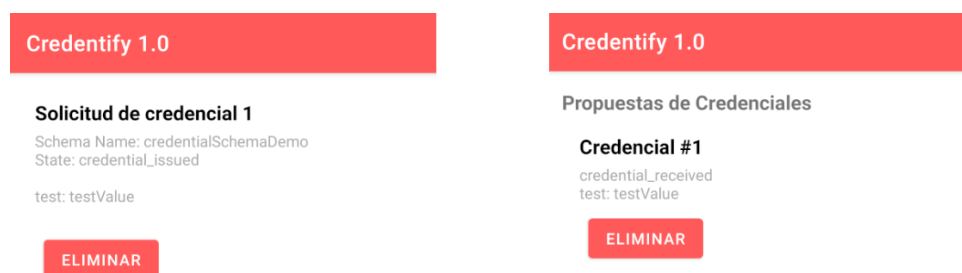 Credentify 1.0
Solicitud de credencial 1
Schema Name: credentialSchemaDemo
State: credential_issued
test: testValue
ELIMINAR
Credentify 1.0
Propuestas de Credenciales
Credencial #1
credential_received
test: testValue
ELIMINAR